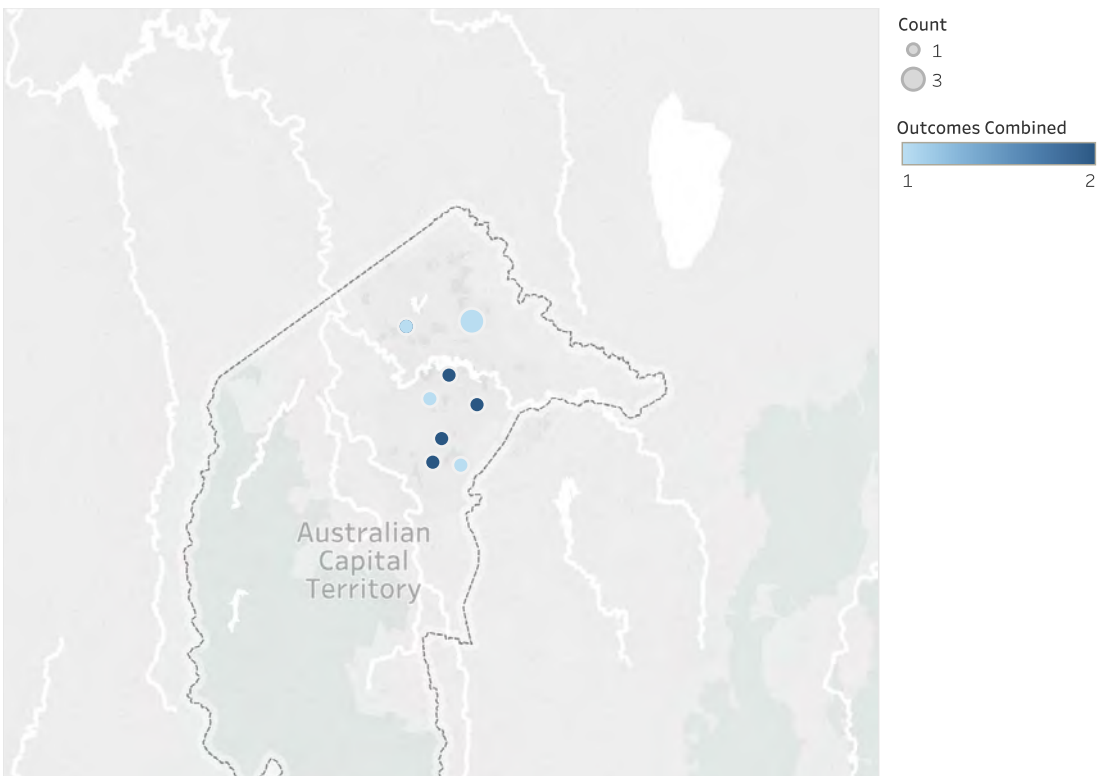 Count
1
3
Outcomes Combined
1
2
Australian
Capital
Territory